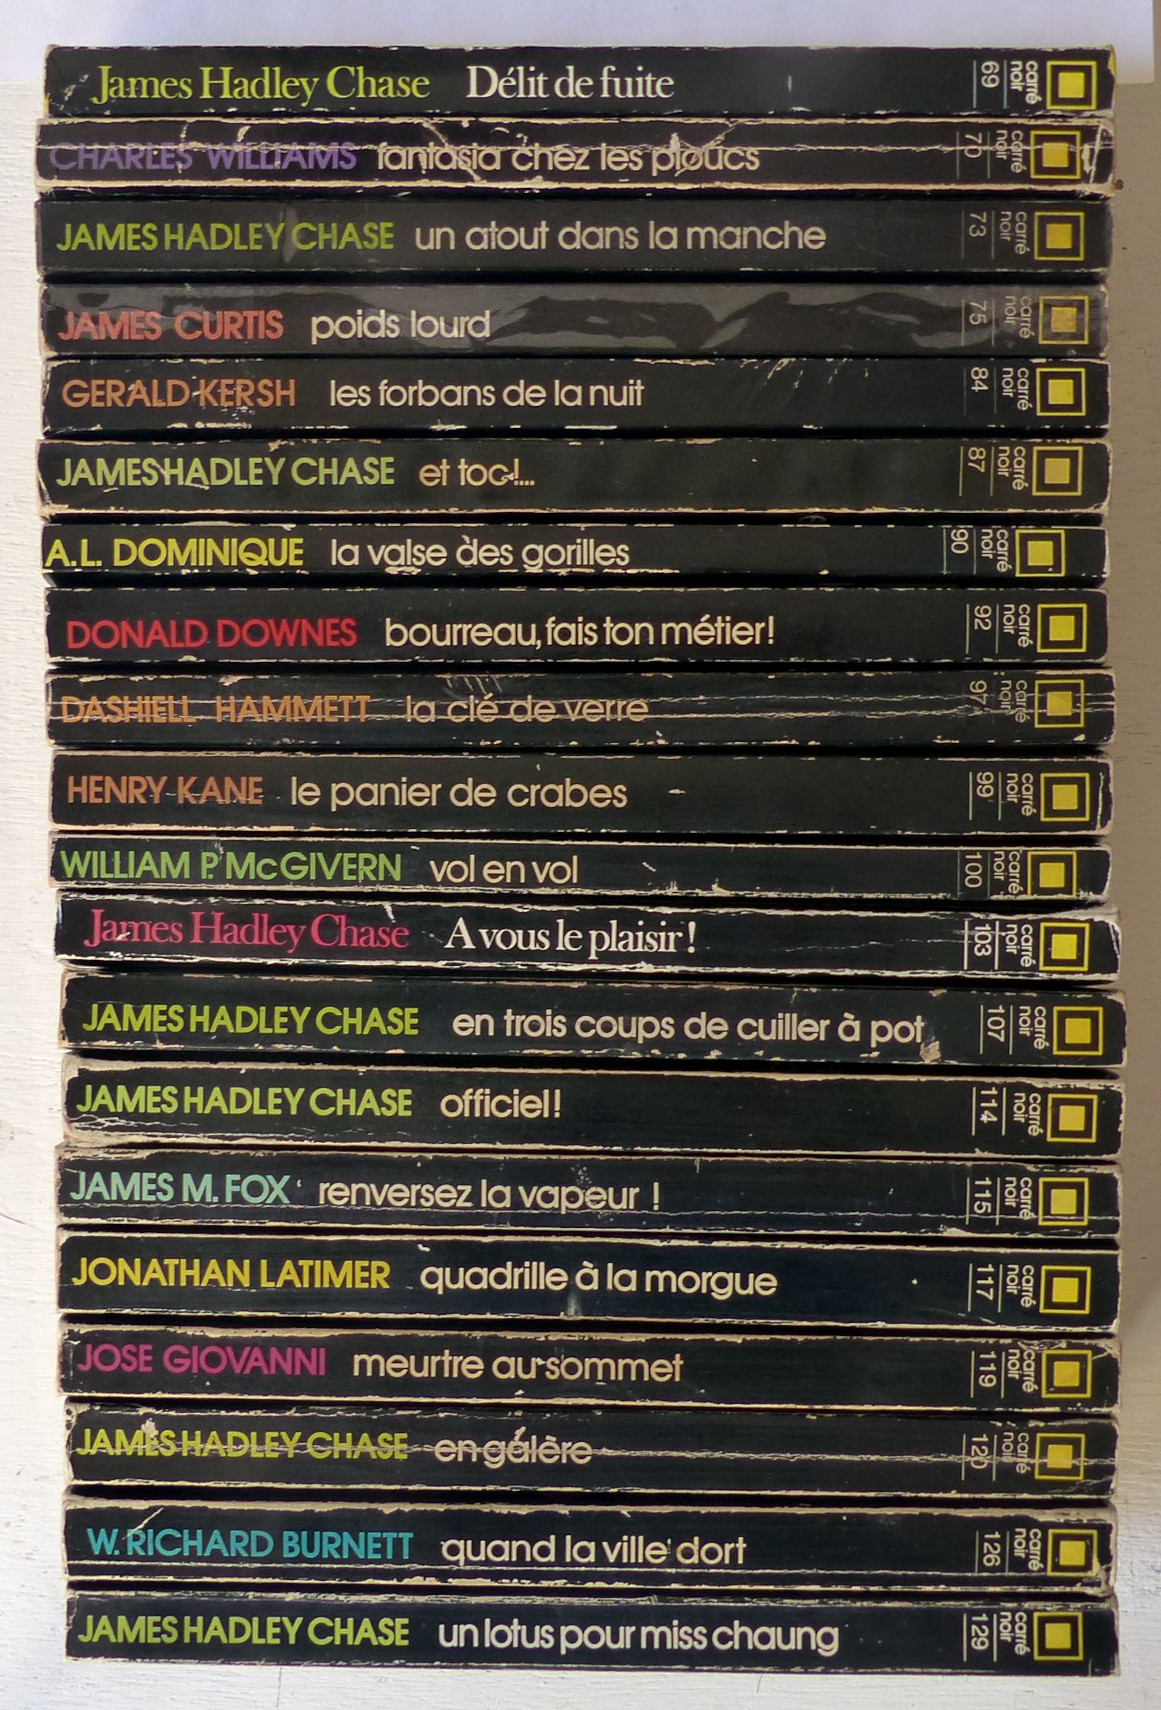 James Hadley Chase Délit de fuite 69 carré noir
CHARLES WILLIAMS fantasia chez les ploucs 70 carré noir
JAMES HADLEY CHASE un atout dans la manche 73 carré noir
JAMES CURTIS poids lourd 75 carré noir
GERALD KERSH les forbans de la nuit 84 carré noir
JAMES HADLEY CHASE et toc!... 87 carré noir
A.L. DOMINIQUE la valse des gorilles 90 carré noir
DONALD DOWNES bourreau, fais ton métier! 92 carré noir
DASHIELL HAMMETT la clé de verre 97 carré noir
HENRY KANE le panier de crabes 99 carré noir
WILLIAM P. McGIVERN vol en vol 100 carré noir
James Hadley Chase A vous le plaisir! 103 carré noir
JAMES HADLEY CHASE en trois coups de cuiller à pot 107 carré noir
JAMES HADLEY CHASE officiel! 114 carré noir
JAMES M. FOX renversez la vapeur ! 115 carré noir
JONATHAN LATIMER quadrille à la morgue 117 carré noir
JOSE GIOVANNI meurtre au sommet 119 carré noir
JAMES HADLEY CHASE en galère 120 carré noir
W. RICHARD BURNETT quand la ville dort 126 carré noir
JAMES HADLEY CHASE un lotus pour miss chaung 129 carré noir